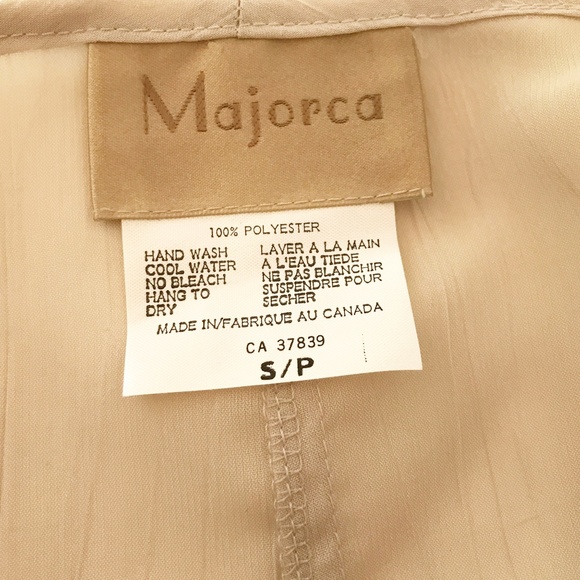 Majorca
100% POLYESTER
HAND WASH
COOL WATER
NO BLEACH
HANG TO
DRY
LAVER A LA MAIN
A L'EAU TIEDE
NE PAS BLANCHIR
SUSPENDRE POUR
SECHER
MADE IN/FABRIQUE AU CANADA
CA 37839
S/P